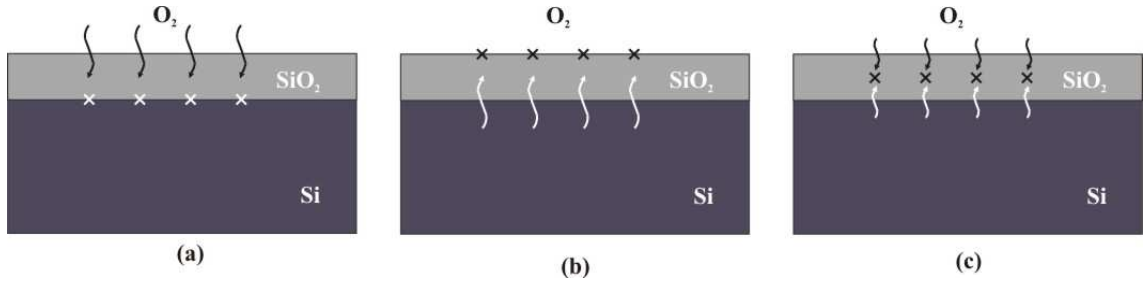 O₂ O₂ O₂
SiO₂ SiO₂ SiO₂
Si Si Si
(a) (b) (c)